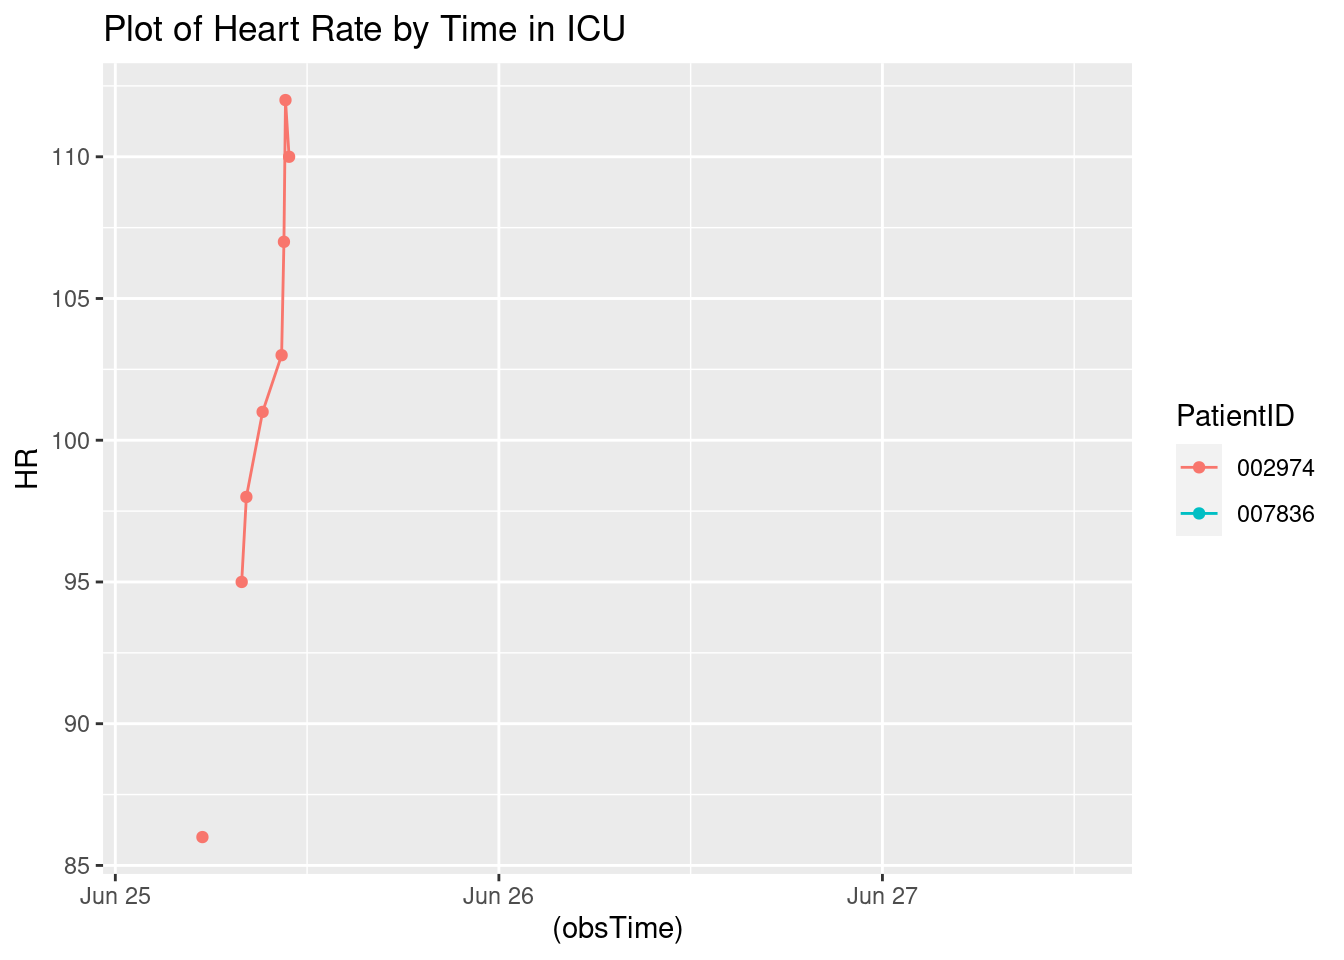 Plot of Heart Rate by Time in ICU
110
105
100
95
90
85
HR
Jun 25
Jun 26
Jun 27
(obsTime)
PatientID
002974
007836